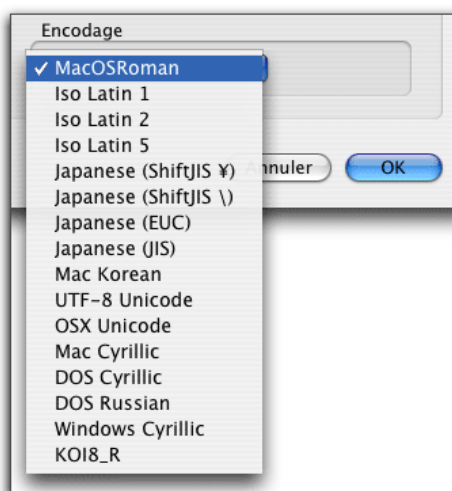 Encodage
✓ MacOSRoman
Iso Latin 1
Iso Latin 2
Iso Latin 5
Japanese (ShiftJIS ¥)
Japanese (ShiftJIS \)
Japanese (EUC)
Japanese (JIS)
Mac Korean
UTF-8 Unicode
OSX Unicode
Mac Cyrillic
DOS Cyrillic
DOS Russian
Windows Cyrillic
KOI8_R
nnuler OK